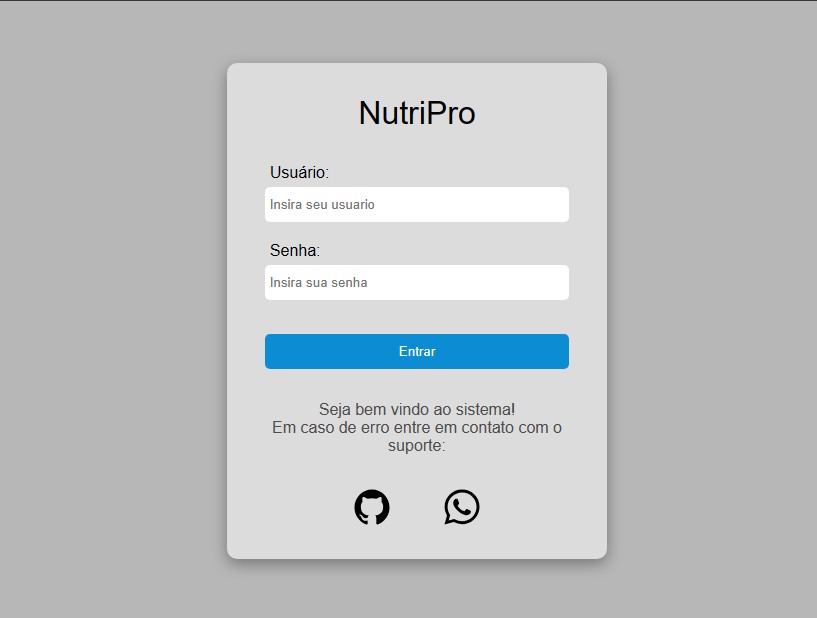 NutriPro
Usuário:
Insira seu usuario
Senha:
Insira sua senha
Entrar
Seja bem vindo ao sistema!
Em caso de erro entre em contato com o
suporte: